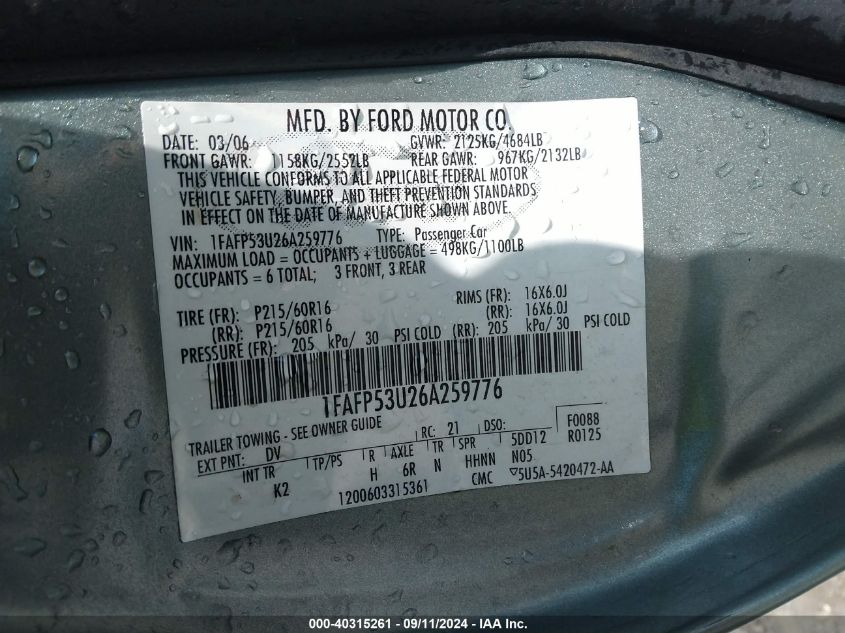 MFD. BY FORD MOTOR CO.
DATE: 03/06 GVWR: 2125KG/4684LB
FRONT GAWR: 1158KG/2552LB REAR GAWR: 967KG/2132LB
THIS VEHICLE CONFORMS TO ALL APPLICABLE FEDERAL MOTOR
VEHICLE SAFETY, BUMPER, AND THEFT PREVENTION STANDARDS
IN EFFECT ON THE DATE OF MANUFACTURE SHOWN ABOVE.
VIN: 1FAFP53U26A259776 TYPE: Passenger Car
MAXIMUM LOAD = OCCUPANTS + LUGGAGE = 498KG/1100LB
OCCUPANTS = 6 TOTAL; 3 FRONT, 3 REAR
TIRE (FR): P215/60R16 RIMS (FR): 16X6.0J
(RR): P215/60R16 (RR): 16X6.0J
PRESSURE (FR): 205 kPa/ 30 PSI COLD (RR): 205 kPa/ 30 PSI COLD
1FAFP53U26A259776
TRAILER TOWING - SEE OWNER GUIDE RC: 21 DSO: F0088
EXT PNT: DV 5DD12 R0125
INT TR TP/PS R AXLE TR SPR N05
K2 H 6R N HHNN
1200603315361 CMC 5U5A-5420472-AA
000-40315261 - 09/11/2024 - IAA Inc.